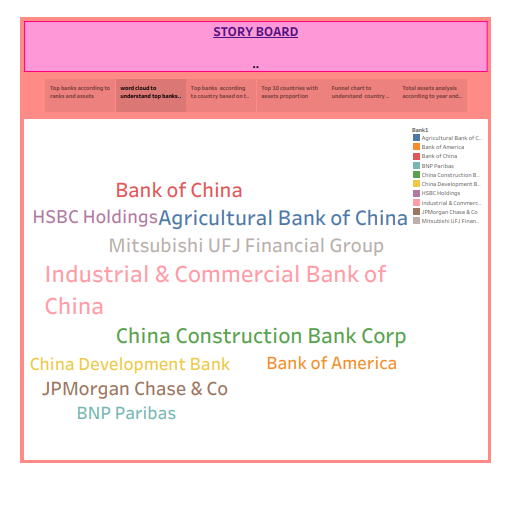 STORY BOARD
..
Top banks according to
ranks and assets
word cloud to
understand top banks..
Top banks according
to country based on t..
Top 10 countries with
assets proportion
Funnel chart to
understand country ..
Total assets analysis
according to year and..
Bank1
Agricultural Bank of C..
Bank of America
Bank of China
BNP Paribas
China Construction B..
China Development B..
HSBC Holdings
Industrial & Commerc..
JPMorgan Chase & Co
Mitsubishi UFJ Finan..
Bank of China
HSBC Holdings
Agricultural Bank of China
Mitsubishi UFJ Financial Group
Industrial & Commercial Bank of
China
China Construction Bank Corp
China Development Bank
Bank of America
JPMorgan Chase & Co
BNP Paribas